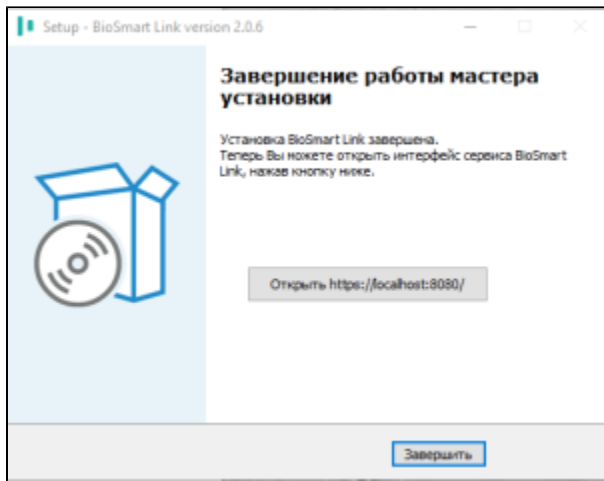 Setup - BioSmart Link version 2.0.6
Завершение работы мастера
установки
Установка BioSmart Link завершена.
Теперь Вы можете открыть интерфейс сервиса BioSmart
Link, нажав кнопку ниже.
Открыть https://localhost:8080/
Завершить